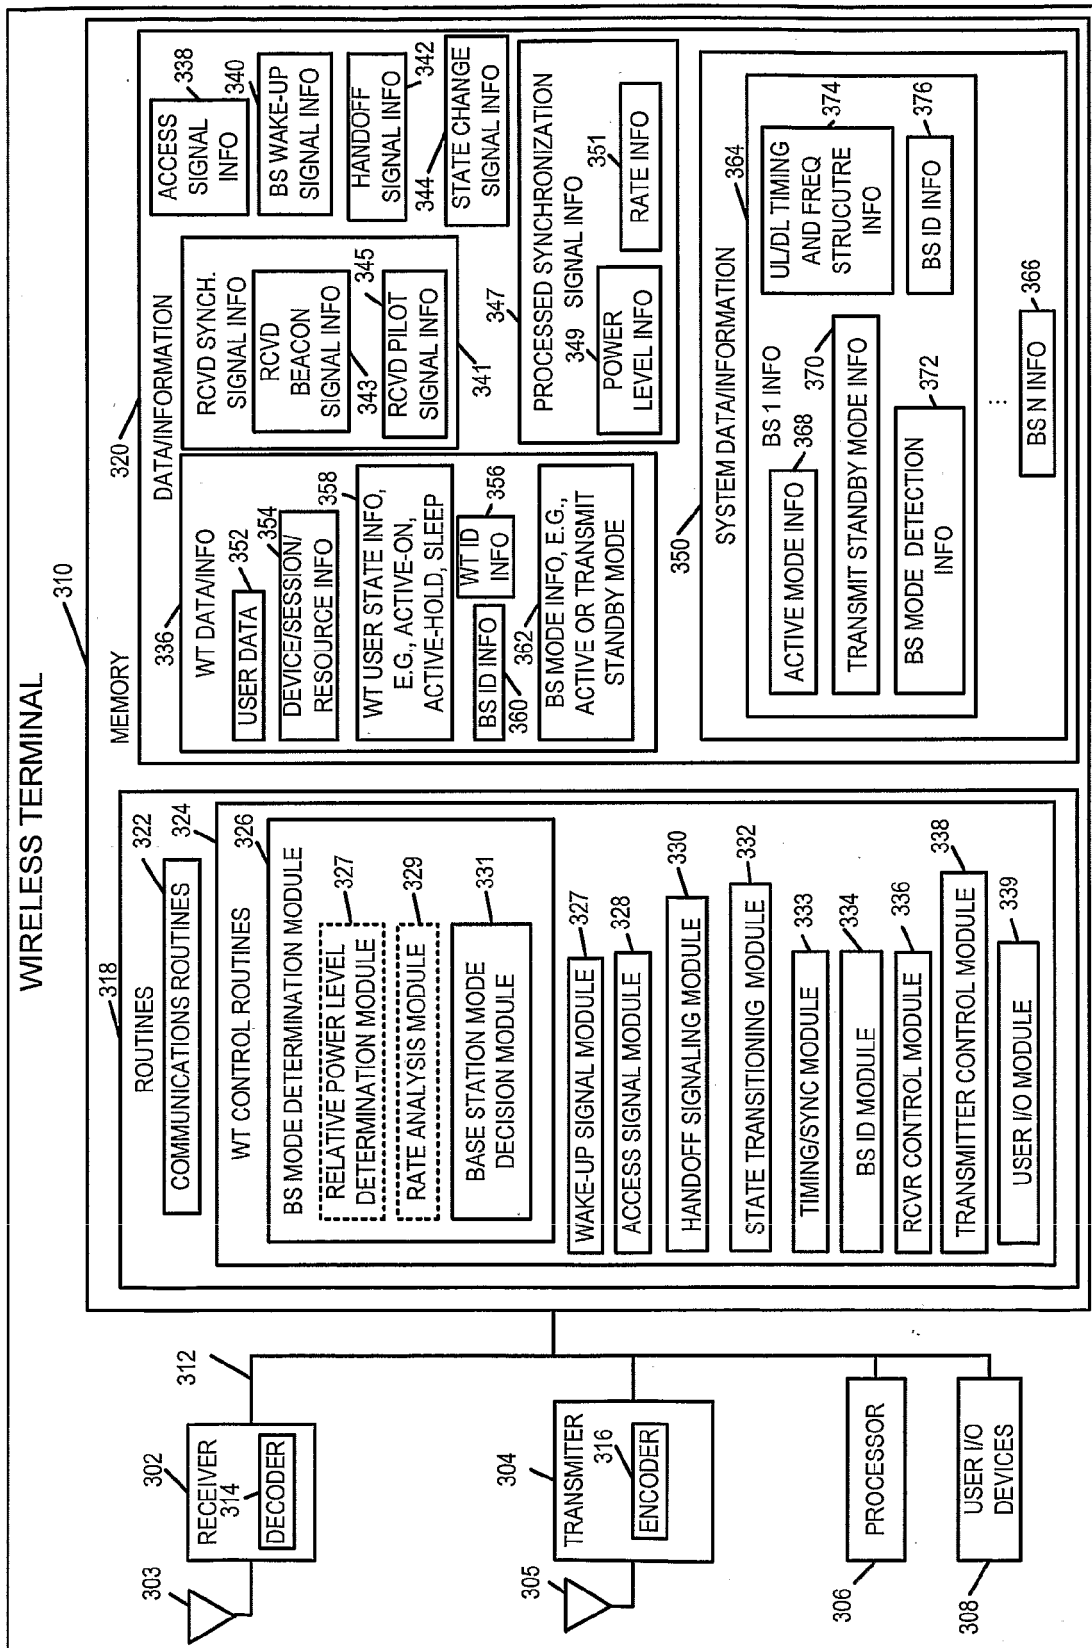 WIRELESS TERMINAL
303
302
RECEIVER
314
DECODER
312
305
304
TRANSMITER
316
ENCODER
306
PROCESSOR
308
USER I/O
DEVICES
310
MEMORY
318
ROUTINES
322
COMMUNICATIONS ROUTINES
324
WT CONTROL ROUTINES
326
BS MODE DETERMINATION MODULE
327
RELATIVE POWER LEVEL
DETERMINATION MODULE
329
RATE ANALYSIS MODULE
331
BASE STATION MODE
DECISION MODULE
WAKE-UP SIGNAL MODULE
327
ACCESS SIGNAL MODULE
328
HANDOFF SIGNALING MODULE
330
STATE TRANSITIONING MODULE
332
TIMING/SYNC MODULE
333
BS ID MODULE
334
RCVR CONTROL MODULE
336
TRANSMITTER CONTROL MODULE
338
USER I/O MODULE
339
320
DATA/INFORMATION
336
WT DATA/INFO
352
USER DATA
354
DEVICE/SESSION/
RESOURCE INFO
358
WT USER STATE INFO,
E.G., ACTIVE-ON,
ACTIVE-HOLD, SLEEP
BS ID INFO
360
WT ID
INFO
356
362
BS MODE INFO, E.G.,
ACTIVE OR TRANSMIT
STANDBY MODE
RCVD SYNCH.
SIGNAL INFO
RCVD
BEACON
SIGNAL INFO
343
345
RCVD PILOT
SIGNAL INFO
341
ACCESS
SIGNAL
INFO
338
340
BS WAKE-UP
SIGNAL INFO
HANDOFF
SIGNAL INFO
342
344
STATE CHANGE
SIGNAL INFO
347
PROCESSED SYNCHRONIZATION
SIGNAL INFO
349
POWER
LEVEL INFO
351
RATE INFO
350
SYSTEM DATA/INFORMATION
364
BS 1 INFO
ACTIVE MODE INFO
368
370
TRANSMIT STANDBY MODE INFO
372
BS MODE DETECTION
INFO
UL/DL TIMING
AND FREQ
STRUCUTRE
INFO
374
BS ID INFO
376
...
BS N INFO
366